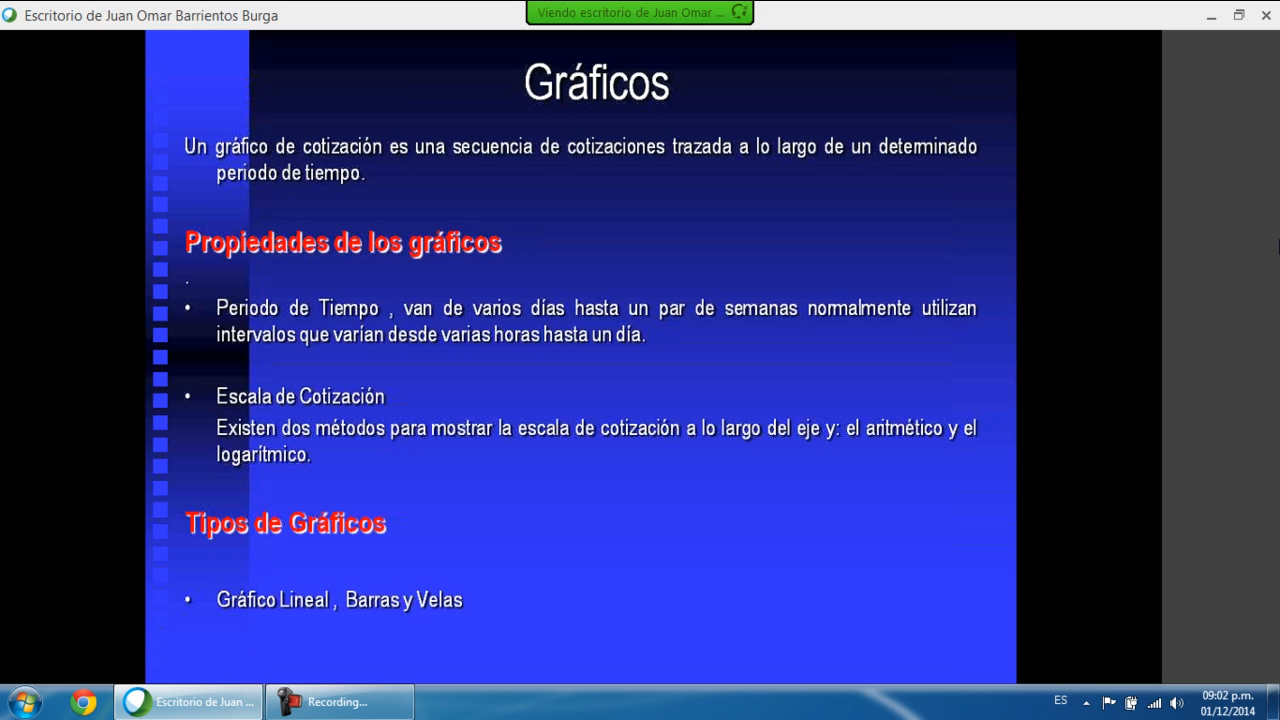 Escritorio de Juan Omar Barrientos Burga
Viendo escritorio de Juan Omar ...
Gráficos
Un gráfico de cotización es una secuencia de cotizaciones trazada a lo largo de un determinado
periodo de tiempo.
Propiedades de los gráficos
.
• Periodo de Tiempo , van de varios días hasta un par de semanas normalmente utilizan
intervalos que varían desde varias horas hasta un día.
• Escala de Cotización
Existen dos métodos para mostrar la escala de cotización a lo largo del eje y: el aritmético y el
logarítmico.
Tipos de Gráficos
• Gráfico Lineal , Barras y Velas
Escritorio de Juan ...
Recording...
ES
09:02 p.m.
01/12/2014